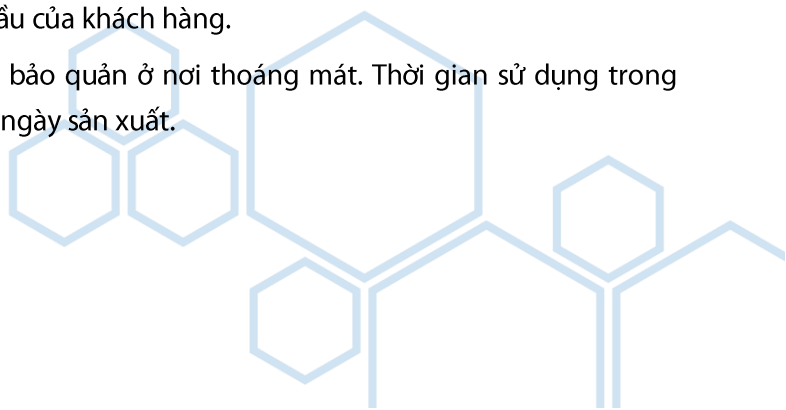 ầu của khách hàng.
bảo quản ở nơi thoáng mát. Thời gian sử dụng trong
ngày sản xuất.